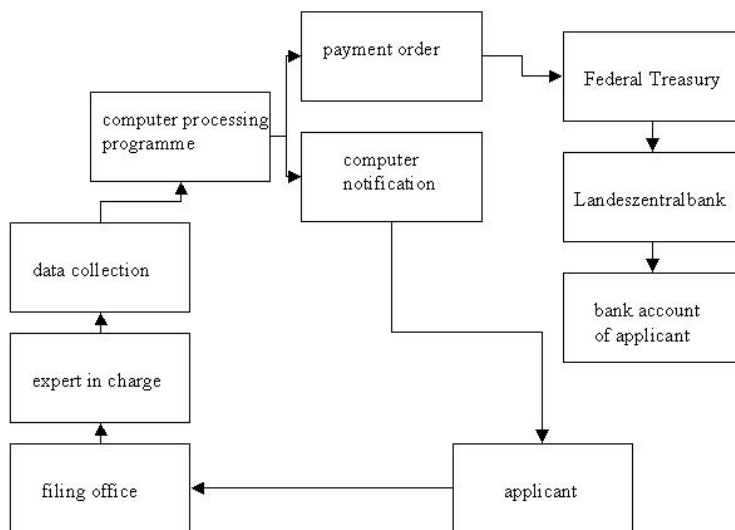 payment order
Federal Treasury
computer processing
programme
computer
notification
Landeszentralbank
data collection
bank account
of applicant
expert in charge
filing office
applicant